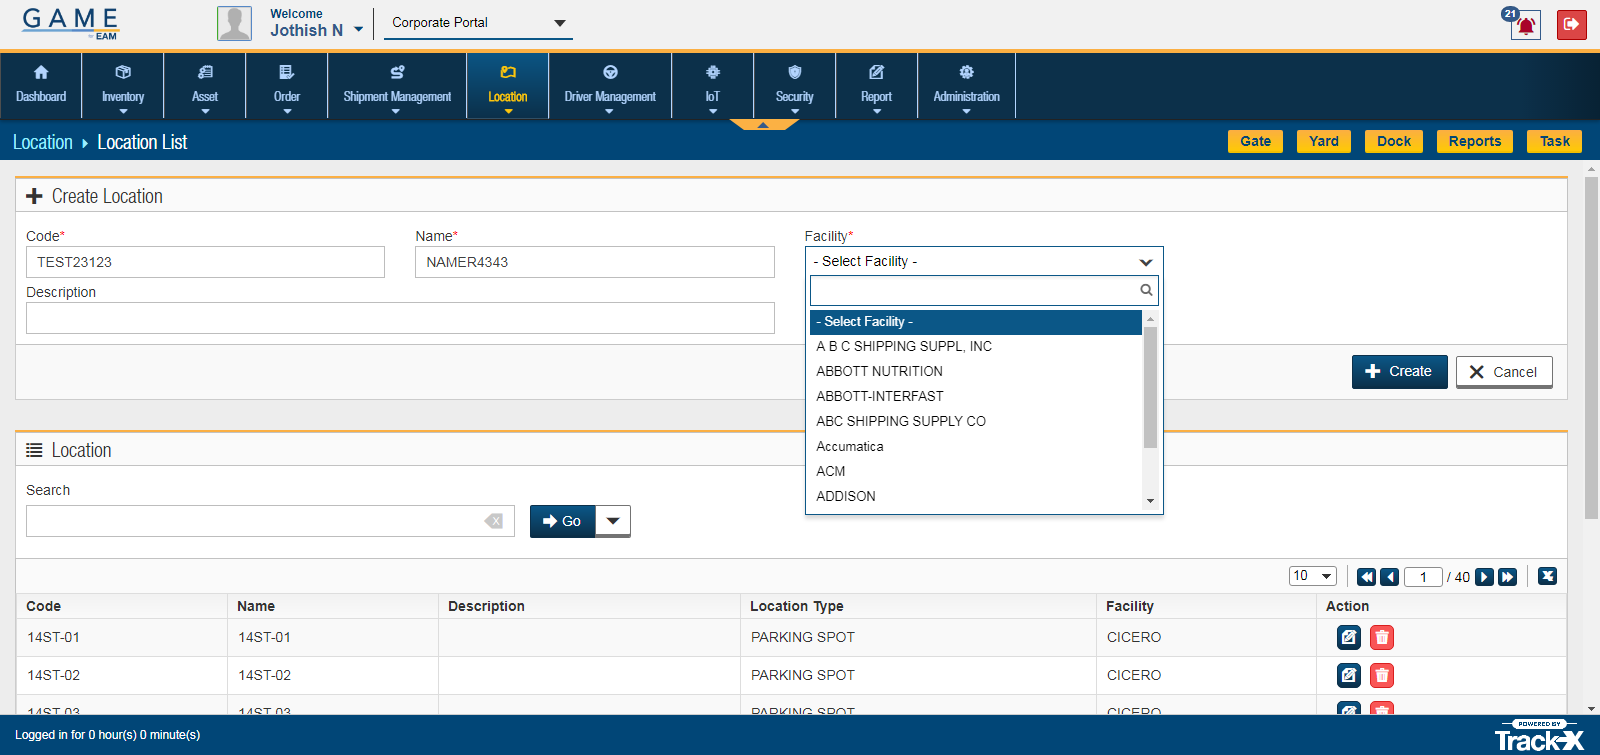 GAME
EAM
Welcome
Jothish N
Corporate Portal
21
Dashboard
Inventory
Asset
Order
Shipment Management
Location
Driver Management
IoT
Security
Report
Administration
Location
Location List
Gate
Yard
Dock
Reports
Task
Create Location
Code*
Name*
Facility*
TEST23123
NAMER4343
- Select Facility -
Description
- Select Facility -
A B C SHIPPING SUPPL, INC
ABBOTT NUTRITION
ABBOTT-INTERFAST
ABC SHIPPING SUPPLY CO
Accumatica
ACM
ADDISON
Create
Cancel
Location
Search
Go
10
1
/ 40
Code Name Description Location Type Facility Action
14ST-01 14ST-01 PARKING SPOT CICERO
14ST-02 14ST-02 PARKING SPOT CICERO
14ST-03 14ST-03 PARKING SPOT CICERO
Logged in for 0 hour(s) 0 minute(s)
POWERED BY
Track-X